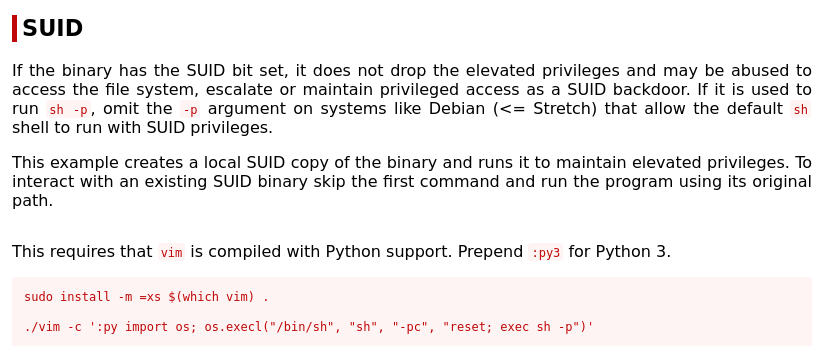 SUID
If the binary has the SUID bit set, it does not drop the elevated privileges and may be abused to
access the file system, escalate or maintain privileged access as a SUID backdoor. If it is used to
run sh -p, omit the -p argument on systems like Debian (<= Stretch) that allow the default sh
shell to run with SUID privileges.
This example creates a local SUID copy of the binary and runs it to maintain elevated privileges. To
interact with an existing SUID binary skip the first command and run the program using its original
path.
This requires that vim is compiled with Python support. Prepend :py3 for Python 3.
sudo install -m =xs $(which vim) .
./vim -c ':py import os; os.execl("/bin/sh", "sh", "-pc", "reset; exec sh -p")'